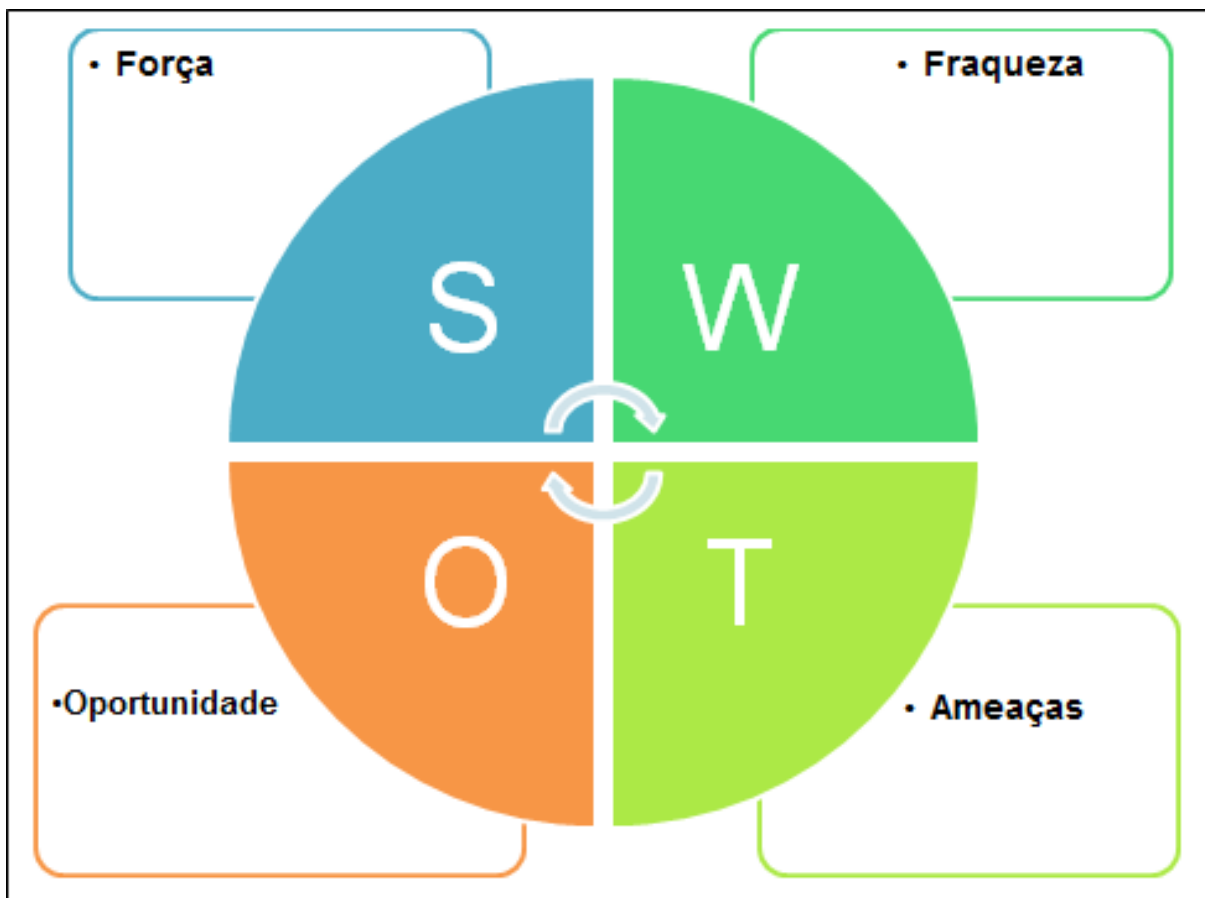 • Força
• Fraqueza
S
W
O
T
•Oportunidade
• Ameaças